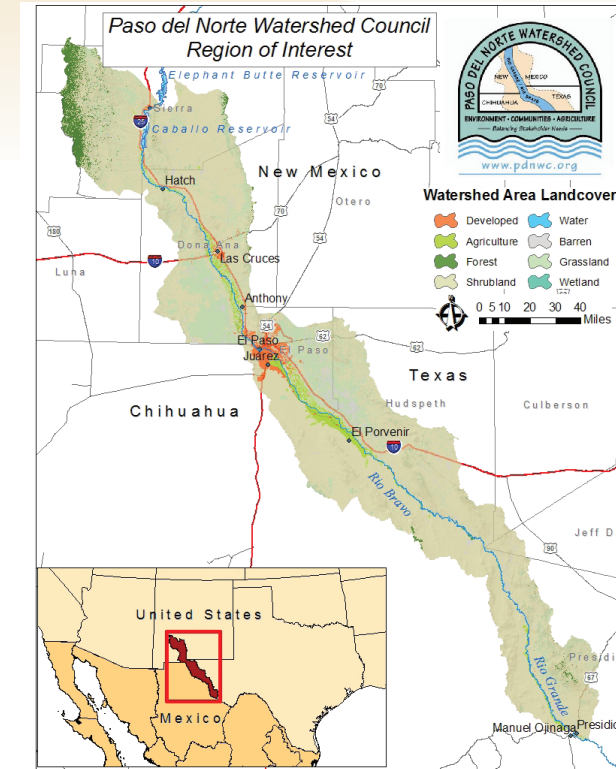 Paso del Norte Watershed Council
Region of Interest
PASO DEL NORTE WATERSHED COUNCIL
NEW MEXICO
TEXAS
CHIHUAHUA
ENVIRONMENT • COMMUNITIES • AGRICULTURE
Balancing Stakeholder Needs
www.pdnwc.org
Elephant Butte Reservoir
70
Sierra
25
Caballo Reservoir
54
Hatch
New Mexico
Otero
70
Watershed Area Landcover
Developed
Water
Agriculture
Barren
Forest
Grassland
Shrubland
Wetland
180
Dona Ana
54
Las Cruces
10
Luna
0 5 10 20 30 40
Miles
Anthony
54
62
El Paso
El Paso
62
Juarez
Texas
Hudspeth
Culberson
Chihuahua
El Porvenir
10
Rio Bravo
Jeff D
90
United States
Mexico
Presidi
67
Rio Grande
Manuel Ojinaga
Presidio